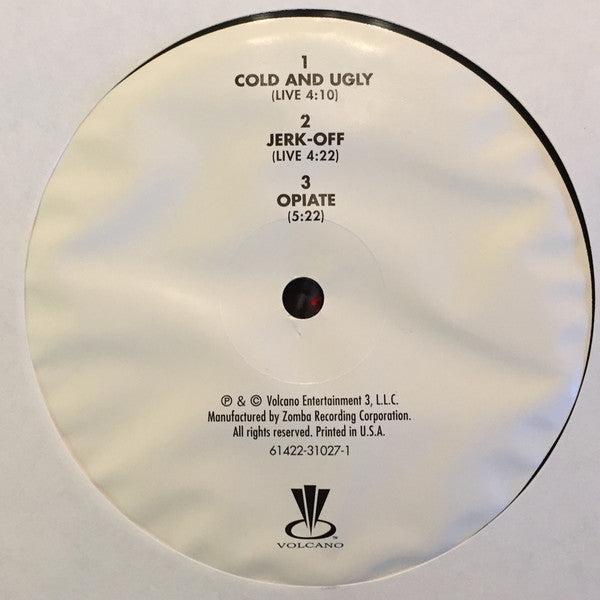 1
COLD AND UGLY
(LIVE 4:10)
2
JERK-OFF
(LIVE 4:22)
3
OPIATE
(5:22)
℗ & © Volcano Entertainment 3, L.L.C.
Manufactured by Zomba Recording Corporation.
All rights reserved. Printed in U.S.A.
61422-31027-1
VOLCANO™